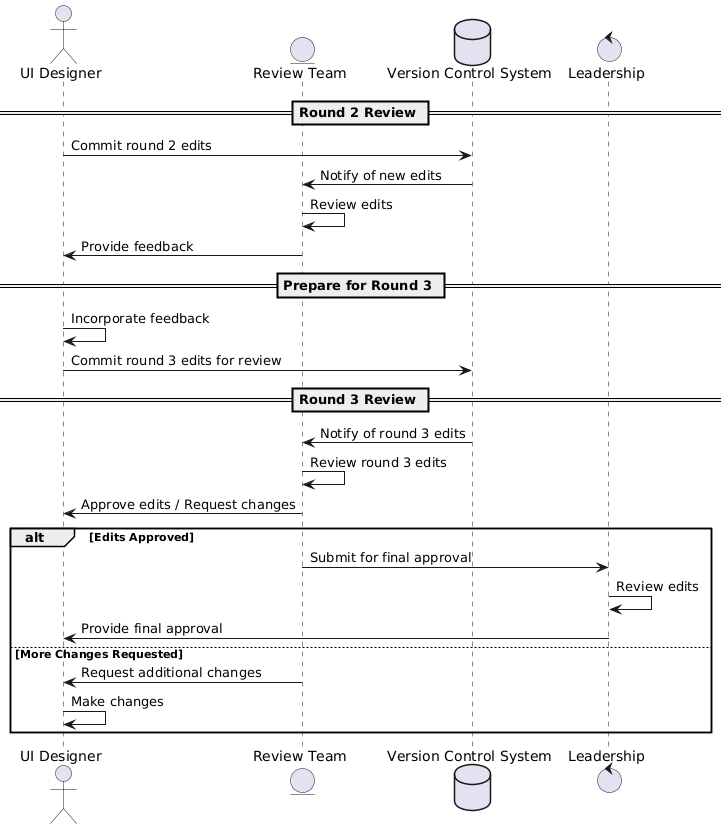 UI Designer
Review Team
Version Control System
Leadership
Round 2 Review
Commit round 2 edits
Notify of new edits
Review edits
Provide feedback
Prepare for Round 3
Incorporate feedback
Commit round 3 edits for review
Round 3 Review
Notify of round 3 edits
Review round 3 edits
Approve edits / Request changes
alt [Edits Approved]
Submit for final approval
Review edits
Provide final approval
[More Changes Requested]
Request additional changes
Make changes
UI Designer
Review Team
Version Control System
Leadership